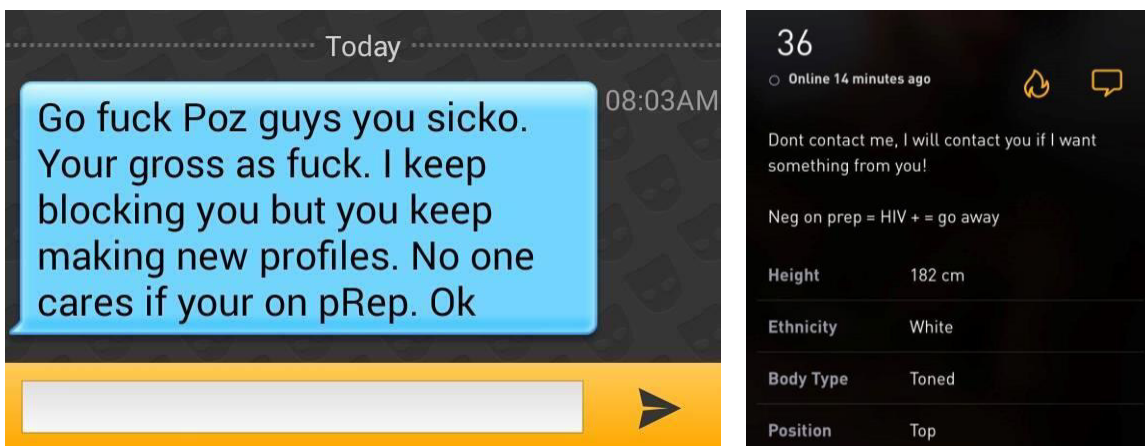 Today
08:03AM
Go fuck Poz guys you sicko.
Your gross as fuck. I keep
blocking you but you keep
making new profiles. No one
cares if your on pRep. Ok
36
Online 14 minutes ago
Dont contact me, I will contact you if I want
something from you!
Neg on prep = HIV + = go away
Height 182 cm
Ethnicity White
Body Type Toned
Position Top